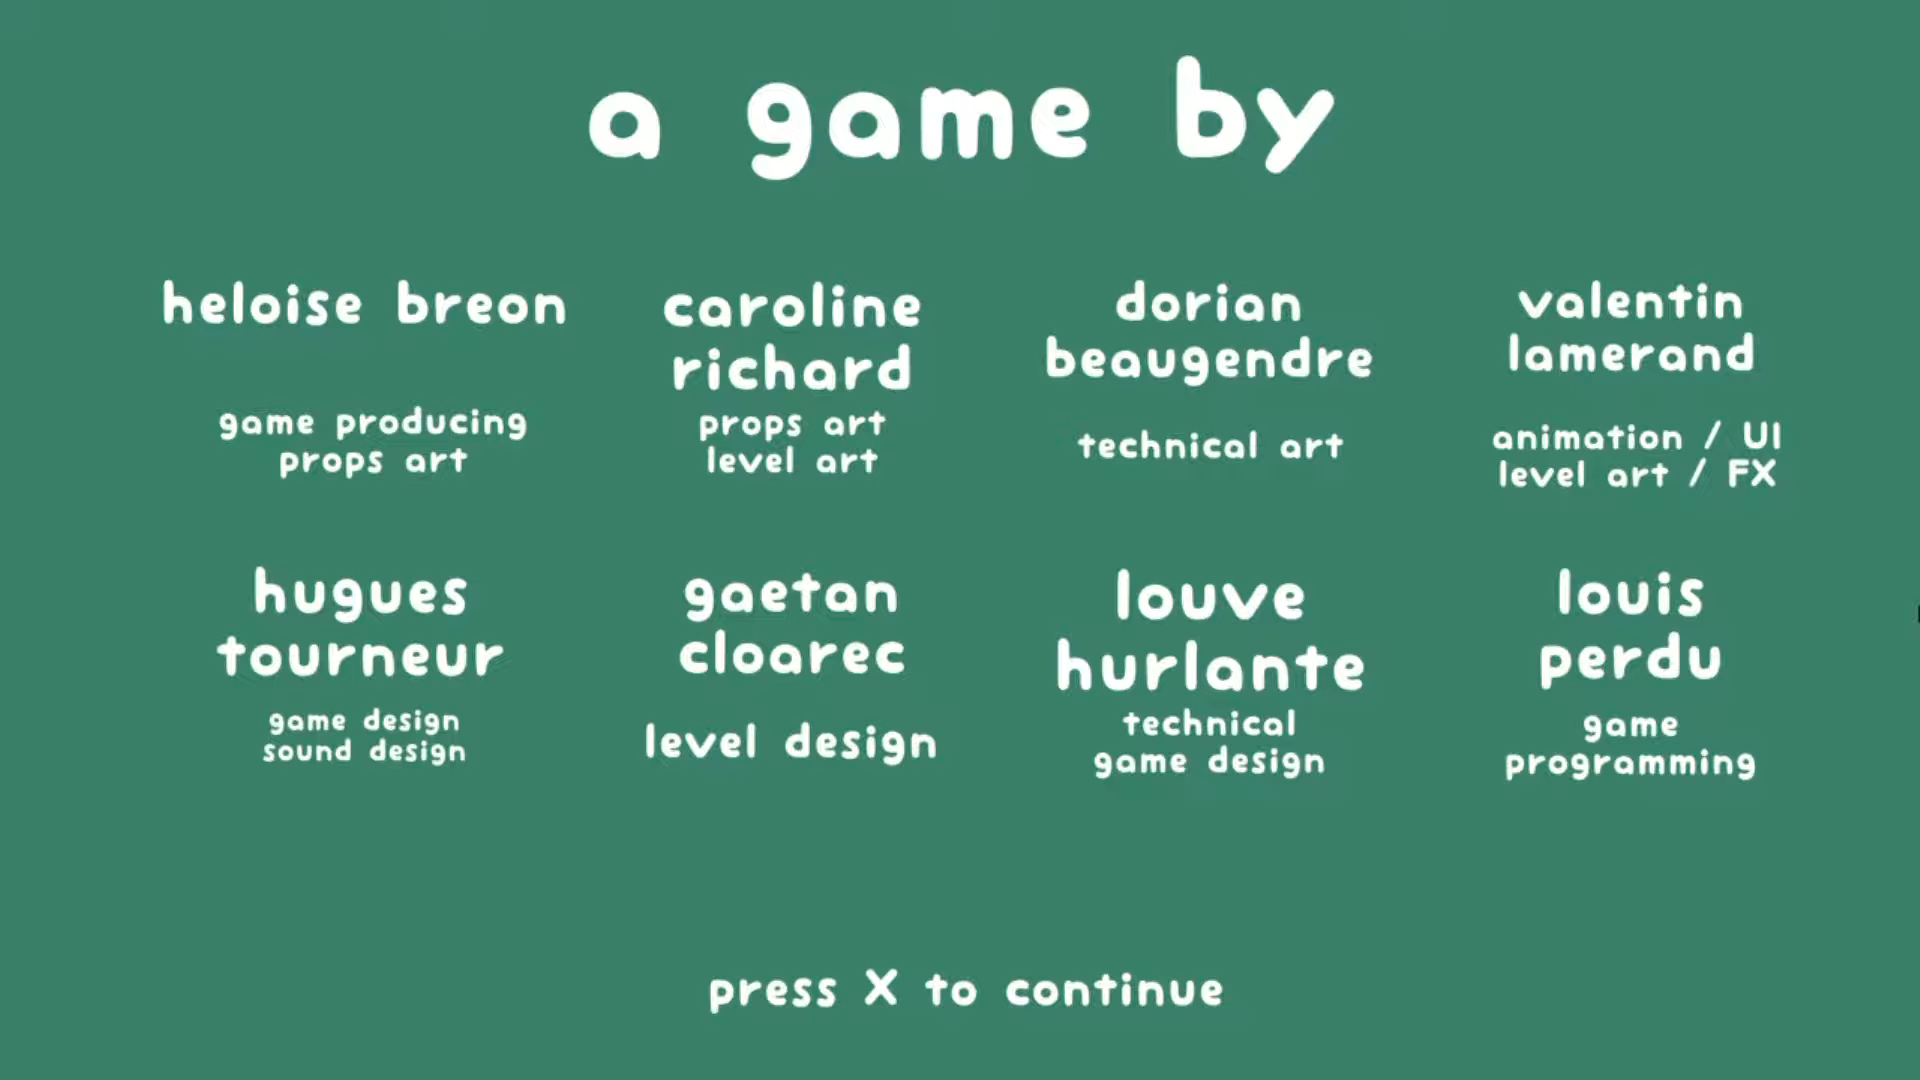 a game by
heloise breon
game producing
props art
caroline
richard
props art
level art
dorian
beaugendre
technical art
valentin
lamerand
animation / UI
level art / FX
hugues
tourneur
game design
sound design
gaetan
cloarec
level design
louve
hurlante
technical
game design
louis
perdu
game
programming
press X to continue